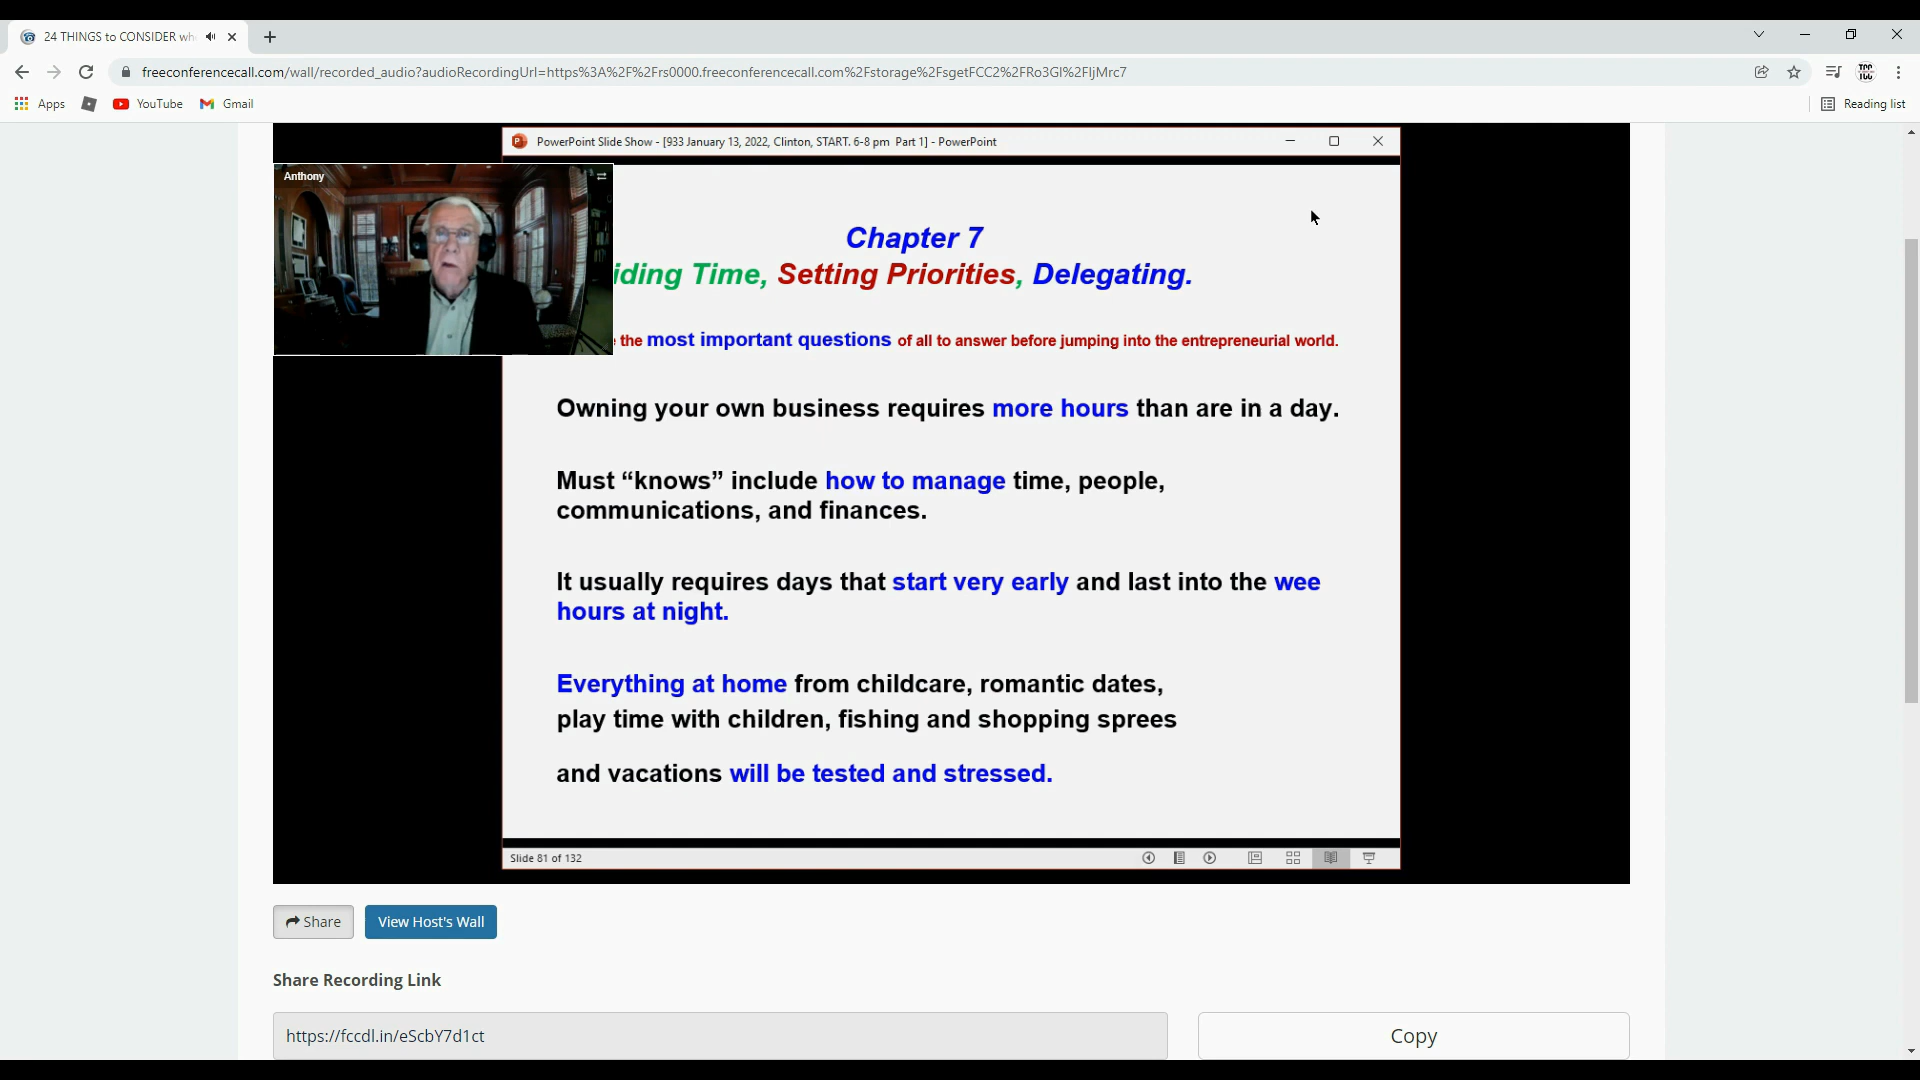 24 THINGS to CONSIDER wh
freeconferencecall.com/wall/recorded_audio?audioRecordingUrl=https%3A%2F%2Frs0000.freeconferencecall.com%2Fstorage%2FsgetFCC2%2FRo3GI%2FIjMrc7
Apps
YouTube
Gmail
Reading list
PowerPoint Slide Show - [933 January 13, 2022, Clinton, START. 6-8 pm Part 1] - PowerPoint
Anthony
Chapter 7
iding Time, Setting Priorities, Delegating.
the most important questions of all to answer before jumping into the entrepreneurial world.
Owning your own business requires more hours than are in a day.
Must “knows” include how to manage time, people,
communications, and finances.
It usually requires days that start very early and last into the wee
hours at night.
Everything at home from childcare, romantic dates,
play time with children, fishing and shopping sprees
and vacations will be tested and stressed.
Slide 81 of 132
Share
View Host's Wall
Share Recording Link
https://fccdl.in/eScbY7d1ct
Copy